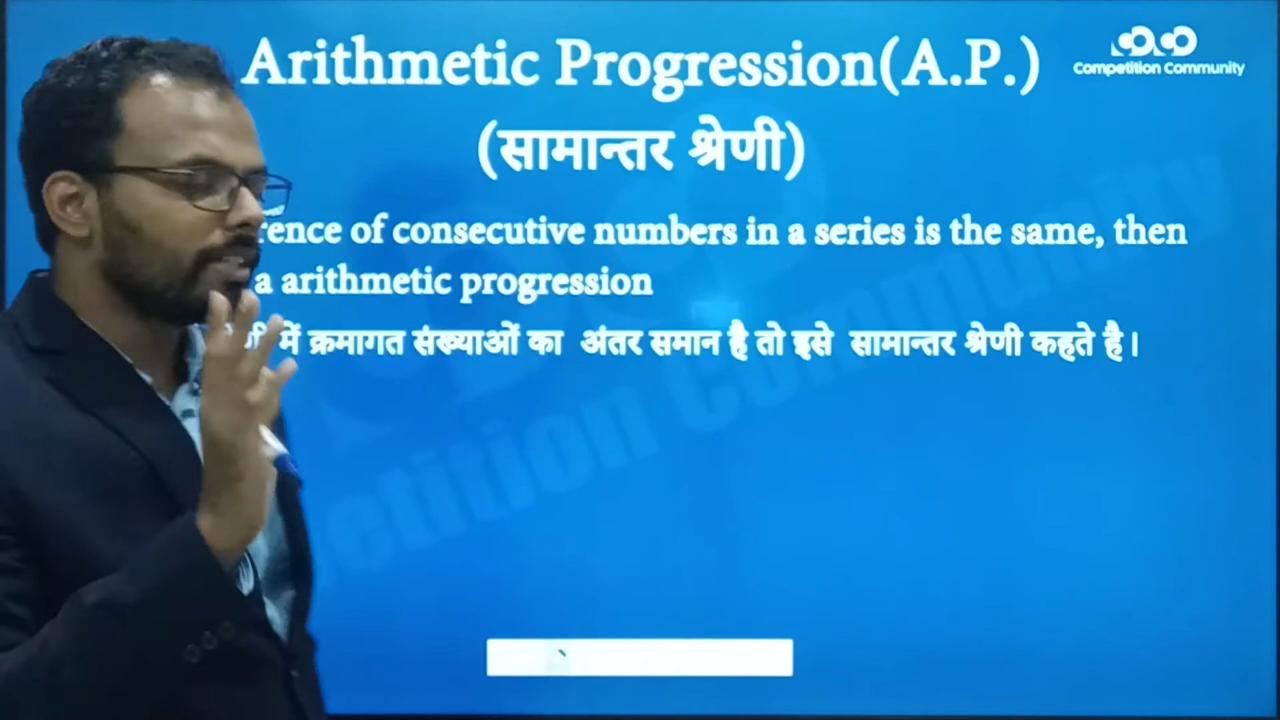 Arithmetic Progression(A.P.)
Competition Community
(सामान्तर श्रेणी)
of consecutive numbers in a series is the same, then
a arithmetic progression
में क्रमागत संख्याओं का अंतर समान है तो इसे सामान्तर श्रेणी कहते है।
Community